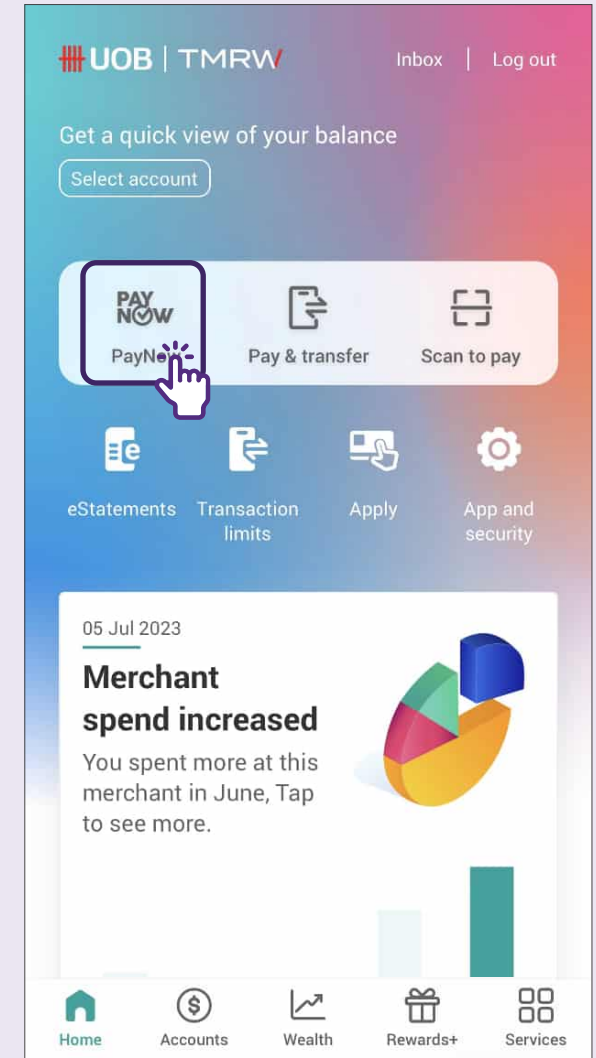 UOB | TMRW
Inbox | Log out
Get a quick view of your balance
Select account
PAY
NOW
PayNow
Pay & transfer
Scan to pay
eStatements
Transaction
limits
Apply
App and
security
05 Jul 2023
Merchant
spend increased
You spent more at this
merchant in June, Tap
to see more.
Home
Accounts
Wealth
Rewards+
Services